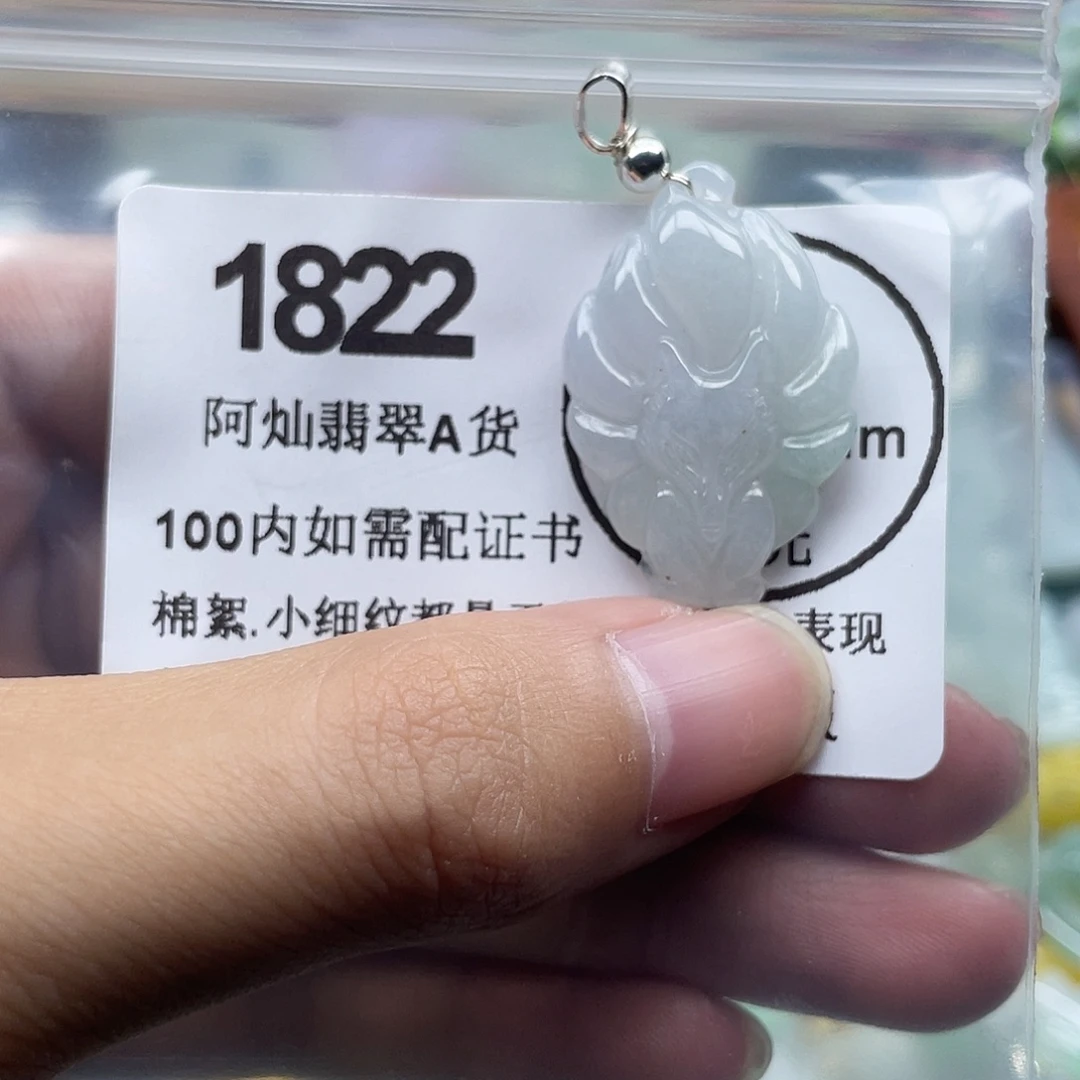 1822
阿灿翡翠A货
m
100内如需配证书
元
棉絮.小细纹都是
表现